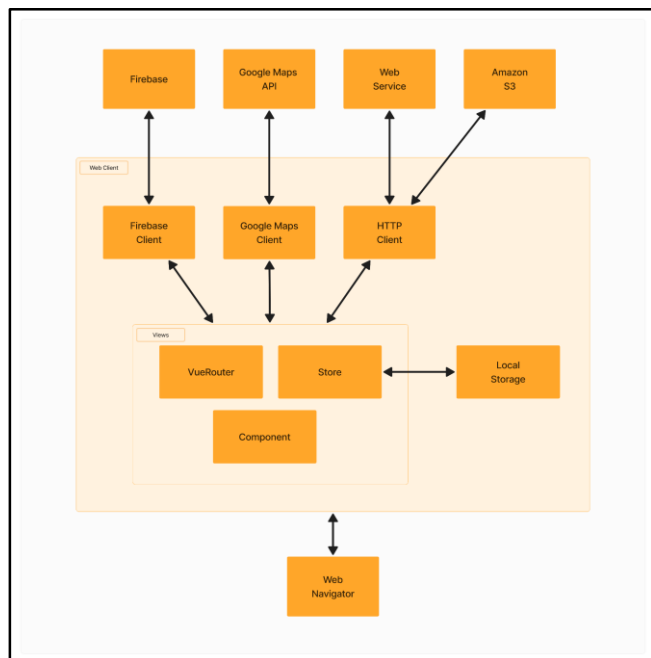 Firebase
Google Maps
API
Web
Service
Amazon
S3
Web Client
Firebase
Client
Google Maps
Client
HTTP
Client
Views
VueRouter
Store
Local
Storage
Component
Web
Navigator